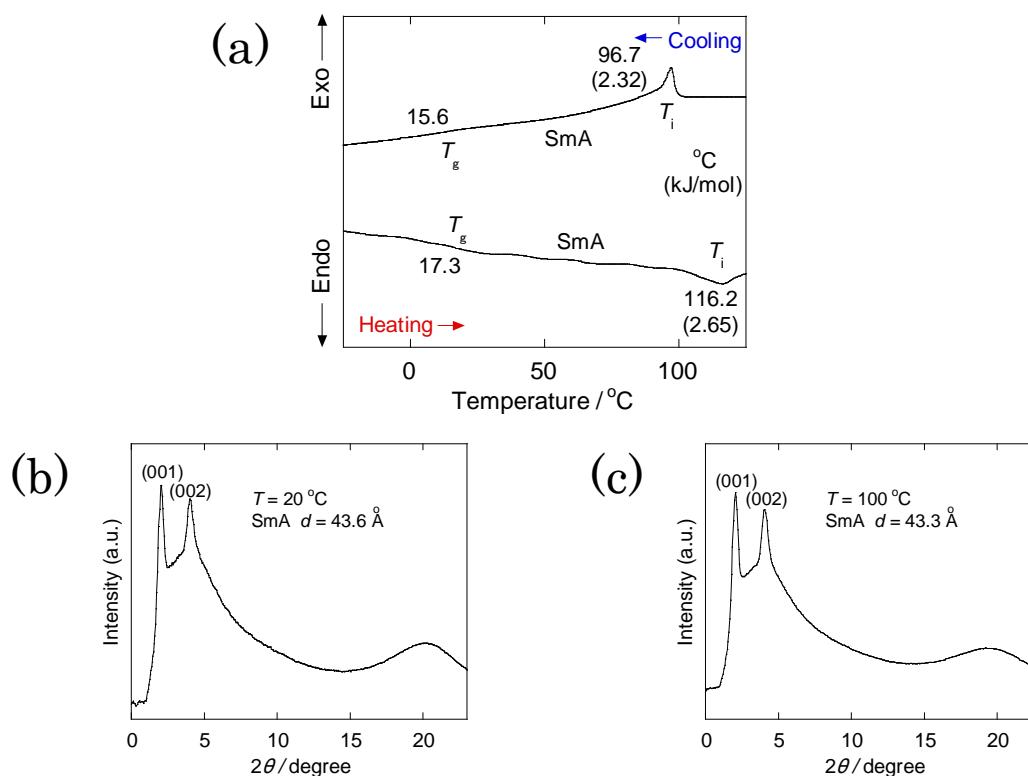 (a)
← Cooling
96.7
(2.32)
Exo →
15.6
SmA
Ti
Tg
°C
(kJ/mol)
Tg
SmA
Ti
17.3
← Endo
116.2
(2.65)
Heating →
0 50 100
Temperature / °C
(b)
(001)
(002)
T = 20 °C
SmA d = 43.6 Å
Intensity (a.u.)
0 5 10 15 20
2θ / degree
(c)
(001)
(002)
T = 100 °C
SmA d = 43.3 Å
Intensity (a.u.)
0 5 10 15 20
2θ / degree